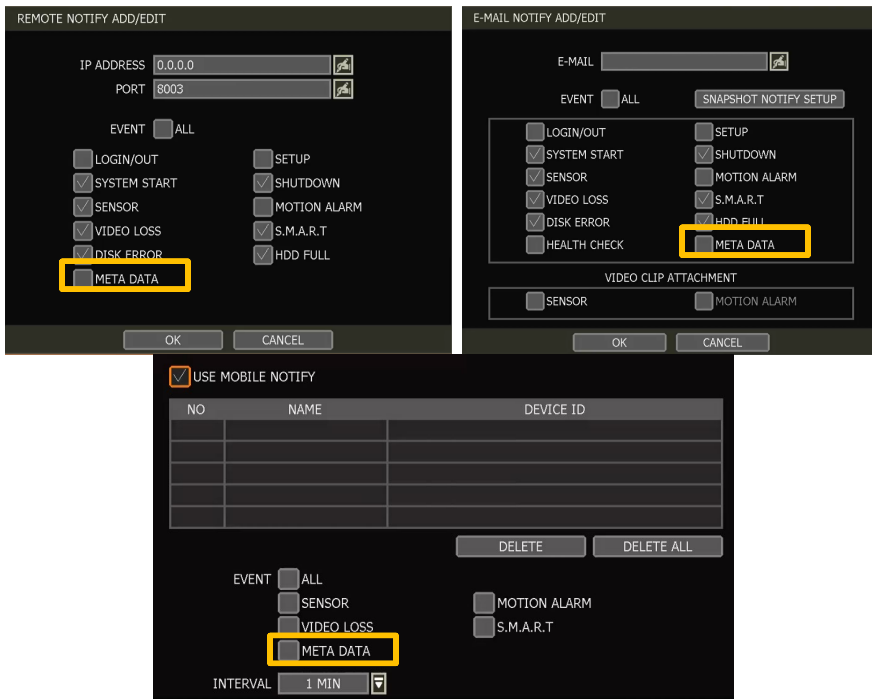 REMOTE NOTIFY ADD/EDIT
IP ADDRESS 0.0.0.0
PORT 8003
EVENT ALL
LOGIN/OUT SETUP
SYSTEM START SHUTDOWN
SENSOR MOTION ALARM
VIDEO LOSS S.M.A.R.T
DISK ERROR HDD FULL
META DATA
OK CANCEL
E-MAIL NOTIFY ADD/EDIT
E-MAIL
EVENT ALL SNAPSHOT NOTIFY SETUP
LOGIN/OUT SETUP
SYSTEM START SHUTDOWN
SENSOR MOTION ALARM
VIDEO LOSS S.M.A.R.T
DISK ERROR HDD FULL
HEALTH CHECK META DATA
VIDEO CLIP ATTACHMENT
SENSOR MOTION ALARM
OK CANCEL
USE MOBILE NOTIFY
NO NAME DEVICE ID
DELETE DELETE ALL
EVENT ALL
SENSOR MOTION ALARM
VIDEO LOSS S.M.A.R.T
META DATA
INTERVAL 1 MIN